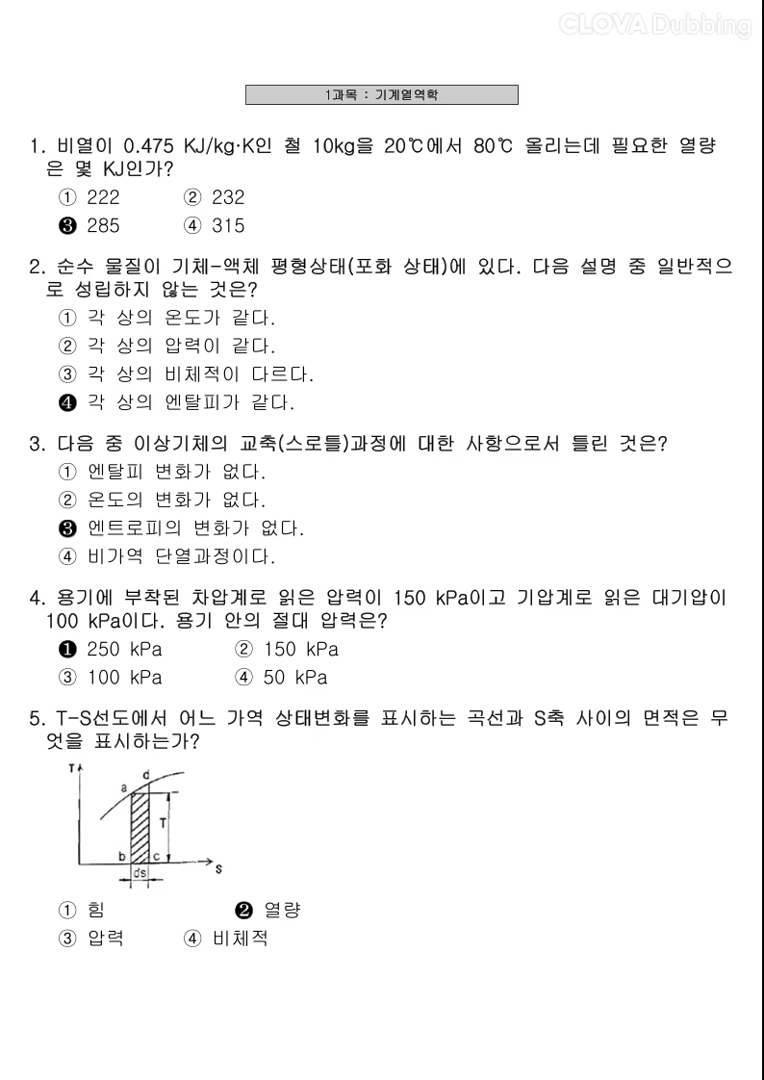 CLOVA Dubbing
1과목 : 기계열역학
1. 비열이 0.475 KJ/kg·K인 철 10kg을 20℃에서 80℃ 올리는데 필요한 열량
은 몇 KJ인가?
① 222 ② 232
❸ 285 ④ 315
2. 순수 물질이 기체-액체 평형상태(포화 상태)에 있다. 다음 설명 중 일반적으
로 성립하지 않는 것은?
① 각 상의 온도가 같다.
② 각 상의 압력이 같다.
③ 각 상의 비체적이 다르다.
❹ 각 상의 엔탈피가 같다.
3. 다음 중 이상기체의 교축(스로틀)과정에 대한 사항으로서 틀린 것은?
① 엔탈피 변화가 없다.
② 온도의 변화가 없다.
❸ 엔트로피의 변화가 없다.
④ 비가역 단열과정이다.
4. 용기에 부착된 차압계로 읽은 압력이 150 kPa이고 기압계로 읽은 대기압이
100 kPa이다. 용기 안의 절대 압력은?
❶ 250 kPa ② 150 kPa
③ 100 kPa ④ 50 kPa
5. T-S선도에서 어느 가역 상태변화를 표시하는 곡선과 S축 사이의 면적은 무
엇을 표시하는가?
T
d
a
T
b c
S
ds
① 힘 ❷ 열량
③ 압력 ④ 비체적